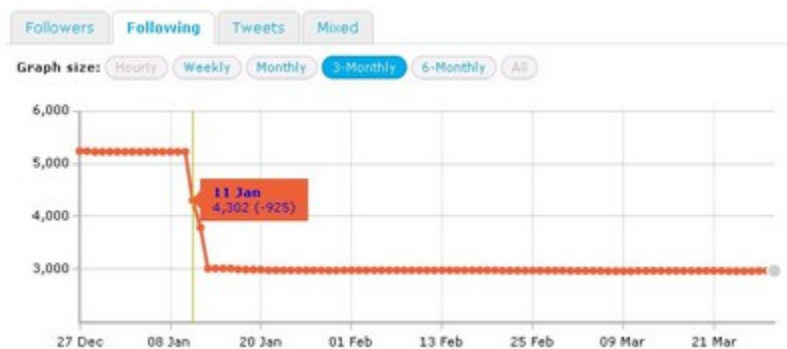 Followers Following Tweets Mixed
Graph size: Hourly Weekly Monthly 3-Monthly 6-Monthly All
6,000
5,000
11 Jan
4,302 (-925)
4,000
3,000
27 Dec 08 Jan 20 Jan 01 Feb 13 Feb 25 Feb 09 Mar 21 Mar